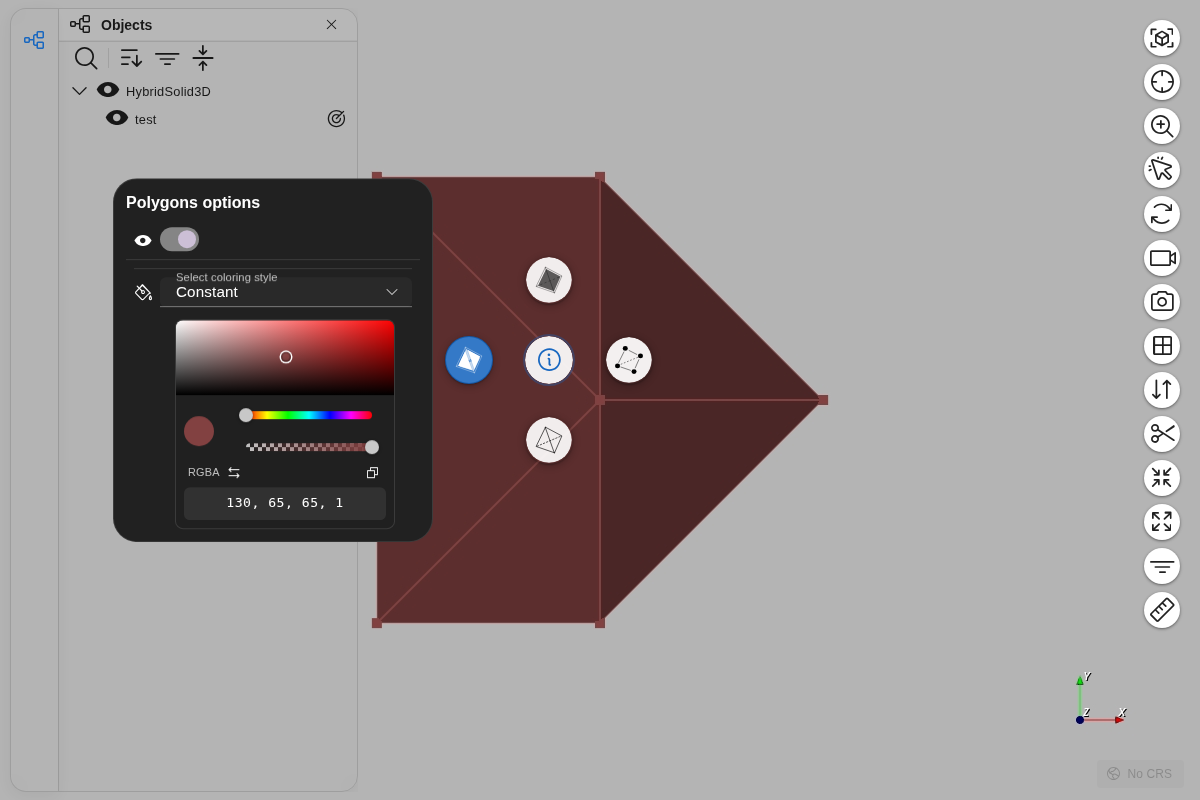 Objects
HybridSolid3D
test
Polygons options
Select coloring style
Constant
RGBA
130, 65, 65, 1
Y
Z
X
No CRS